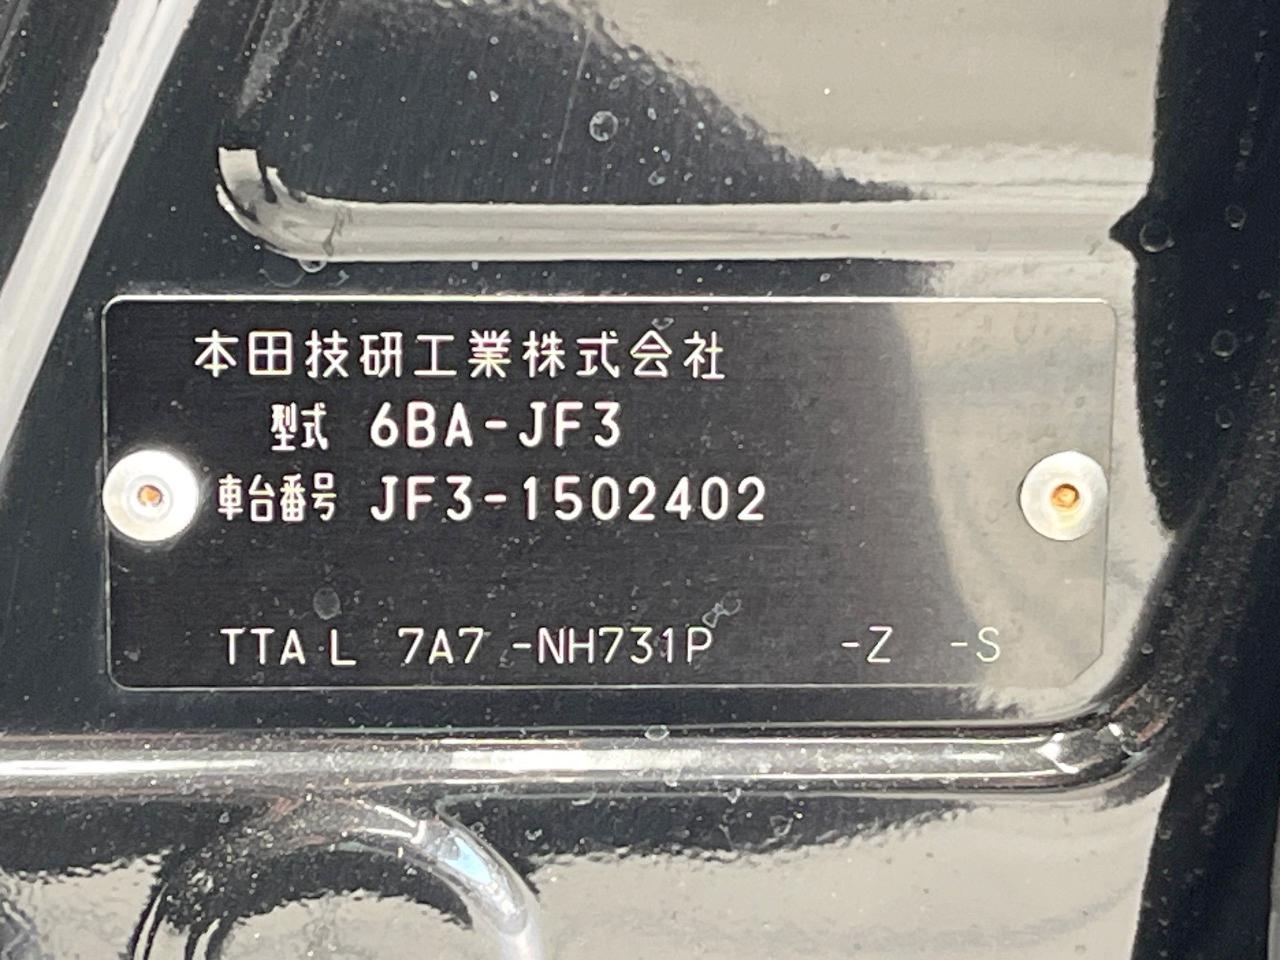 本田技研工業株式会社
型式 6BA-JF3
車台番号 JF3-1502402
TTA L 7A7 -NH731P -Z -S